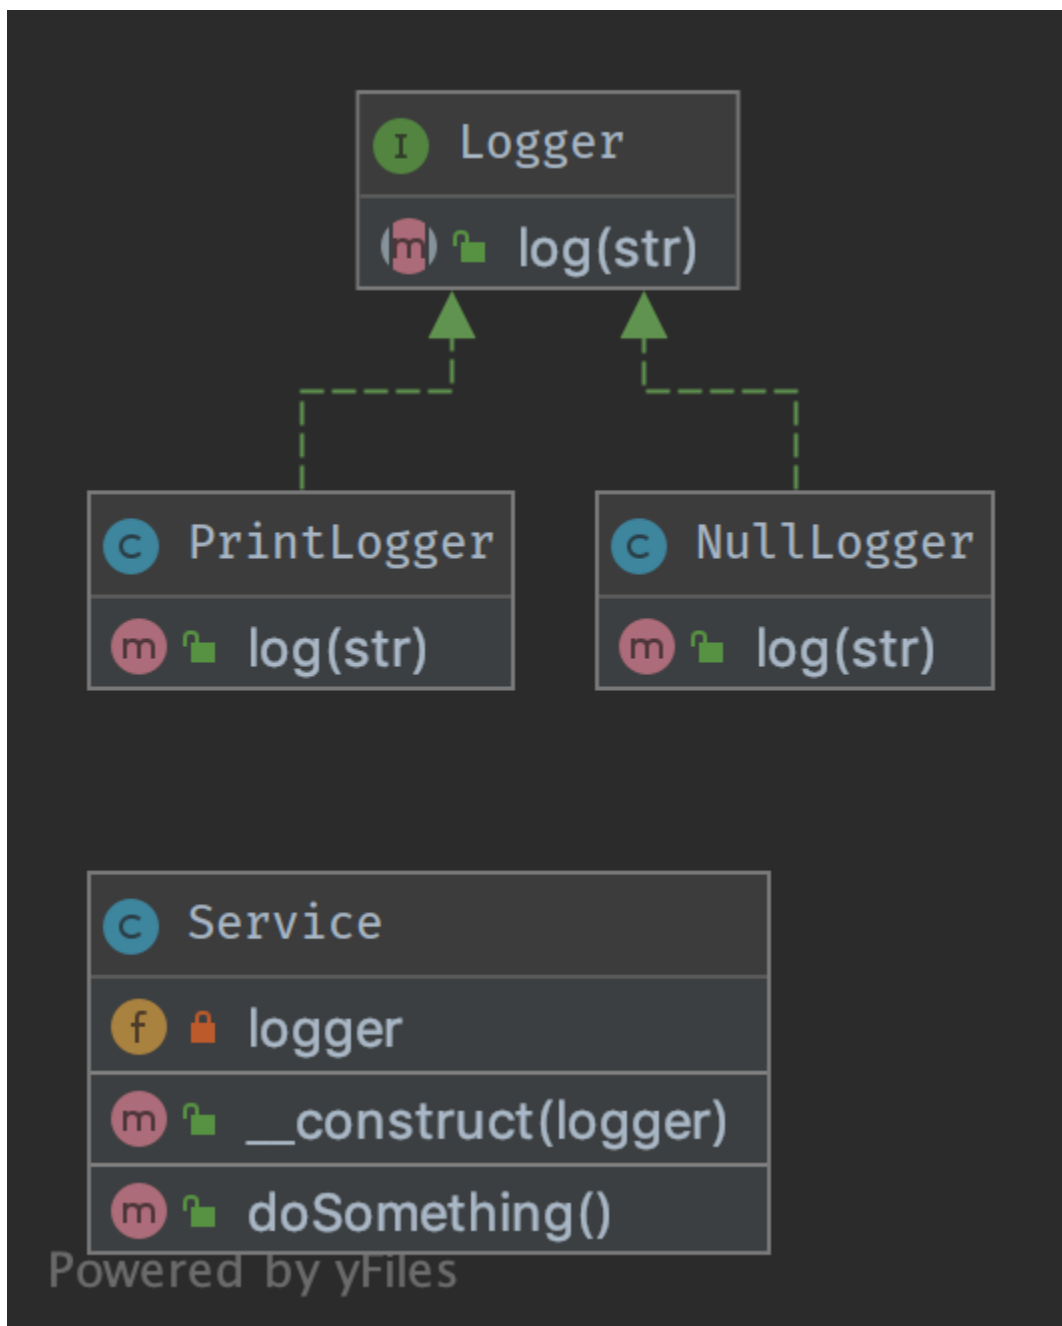 I Logger
m log(str)
C PrintLogger
m log(str)
C NullLogger
m log(str)
C Service
f logger
m __construct(logger)
m doSomething()
Powered by yFiles